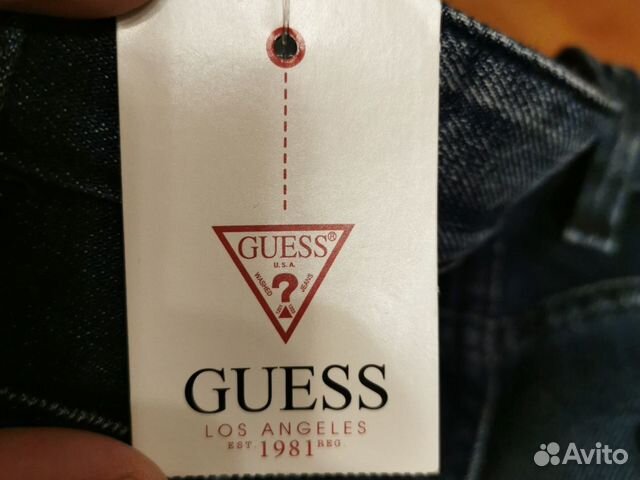 GUESS®
U.S.A.
WASHED ? JEANS
GUESS
LOS ANGELES
EST. 1981 REG.
Avito